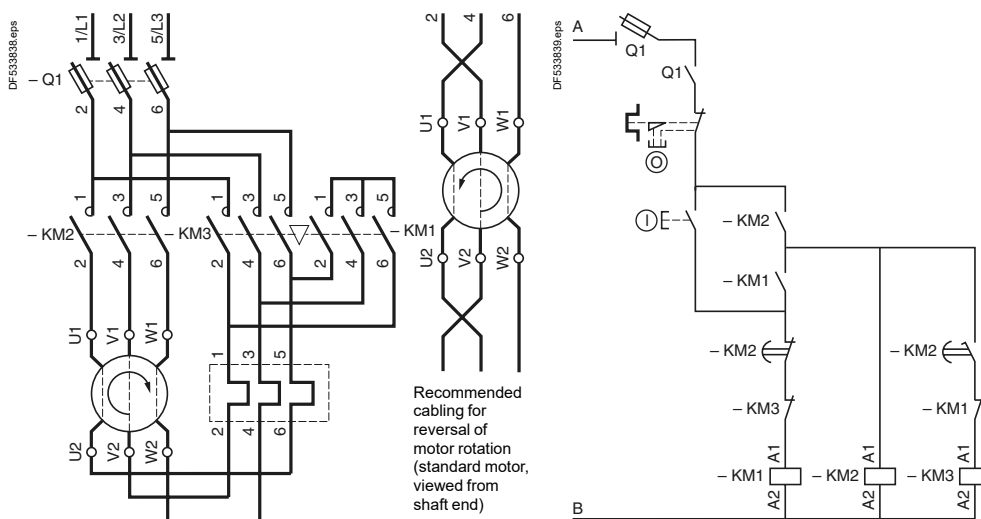 DF533838.eps
1/L1 3/L2 5/L3
– Q1
2 4 6
1 3 5 1 3 5 1 3 5
– KM2 – KM3 – KM1
2 4 6 2 4 6 2 4 6
U1 V1 W1
1 3 5
2 4 6
U2 V2 W2
2 4 6
U1 V1 W1
U2 V2 W2
Recommended
cabling for
reversal of
motor rotation
(standard motor,
viewed from
shaft end)
DF533839.eps
A
Q1
Q1
O
I
– KM2
– KM1
– KM2 – KM2
– KM3 – KM1
A1 A1 A1
– KM1 – KM2 – KM3
A2 A2 A2
B